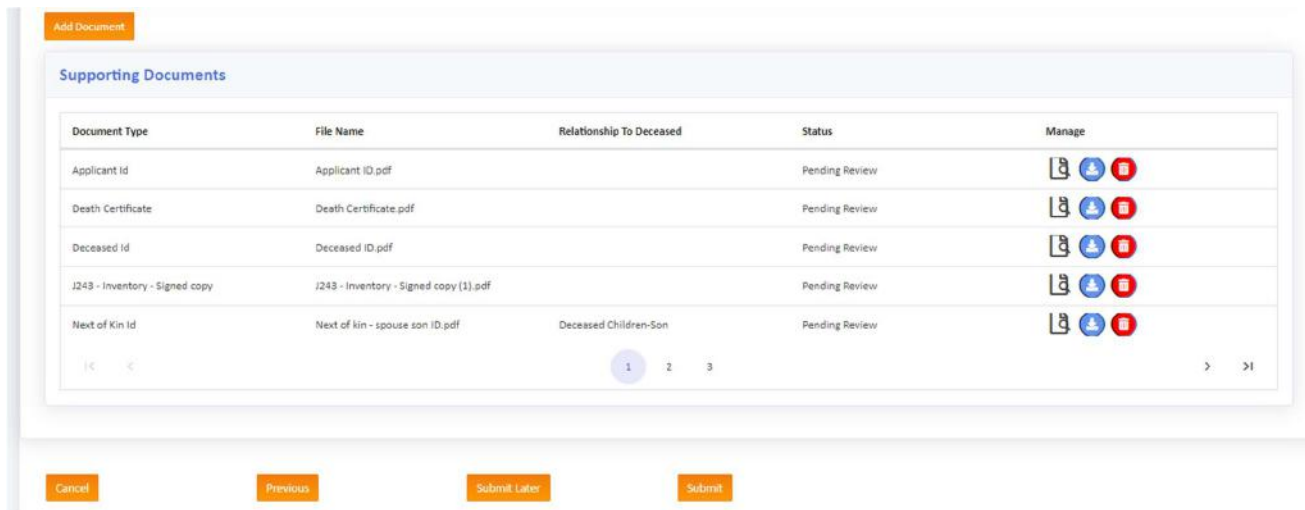 Add Document
Supporting Documents
Document Type File Name Relationship To Deceased Status Manage
Applicant Id Applicant ID.pdf Pending Review
Death Certificate Death Certificate.pdf Pending Review
Deceased Id Deceased ID.pdf Pending Review
J243 - Inventory - Signed copy J243 - Inventory - Signed copy (1).pdf Pending Review
Next of Kin Id Next of kin - spouse son ID.pdf Deceased Children-Son Pending Review
1 2 3
Cancel Previous Submit Later Submit